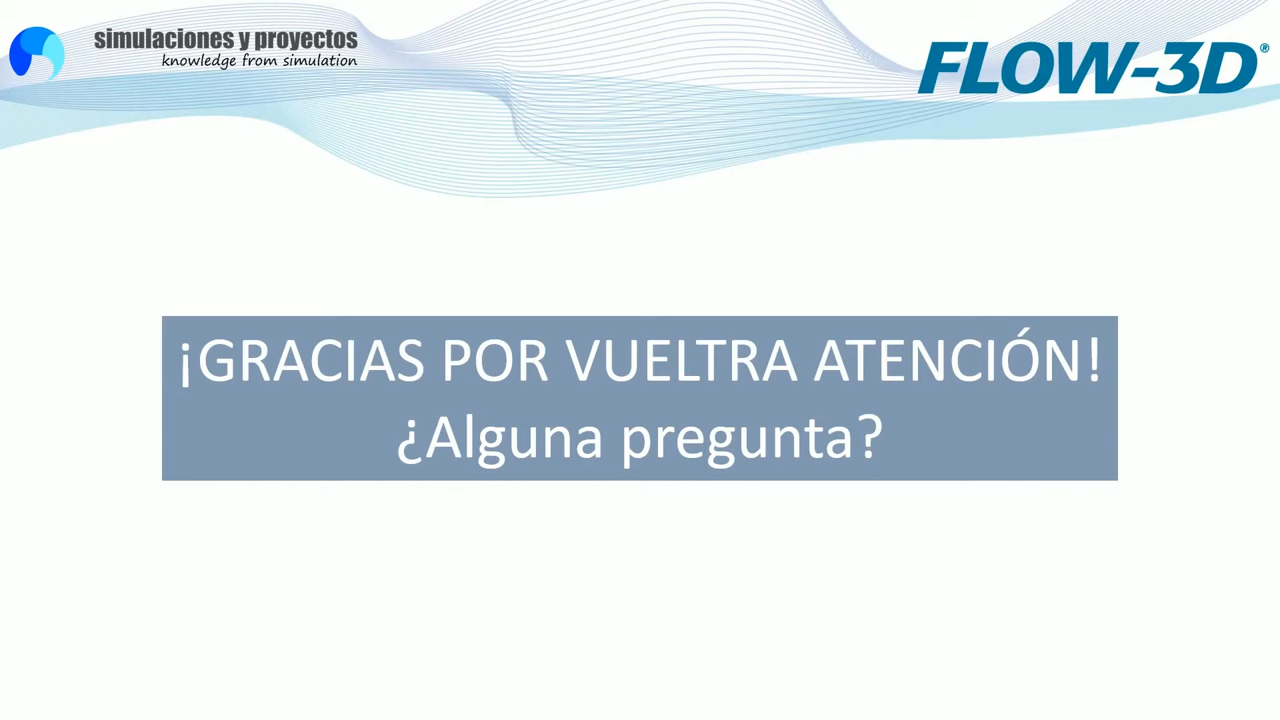 simulaciones y proyectos
knowledge from simulation
FLOW-3D®
¡GRACIAS POR VUELTRA ATENCIÓN!
¿Alguna pregunta?